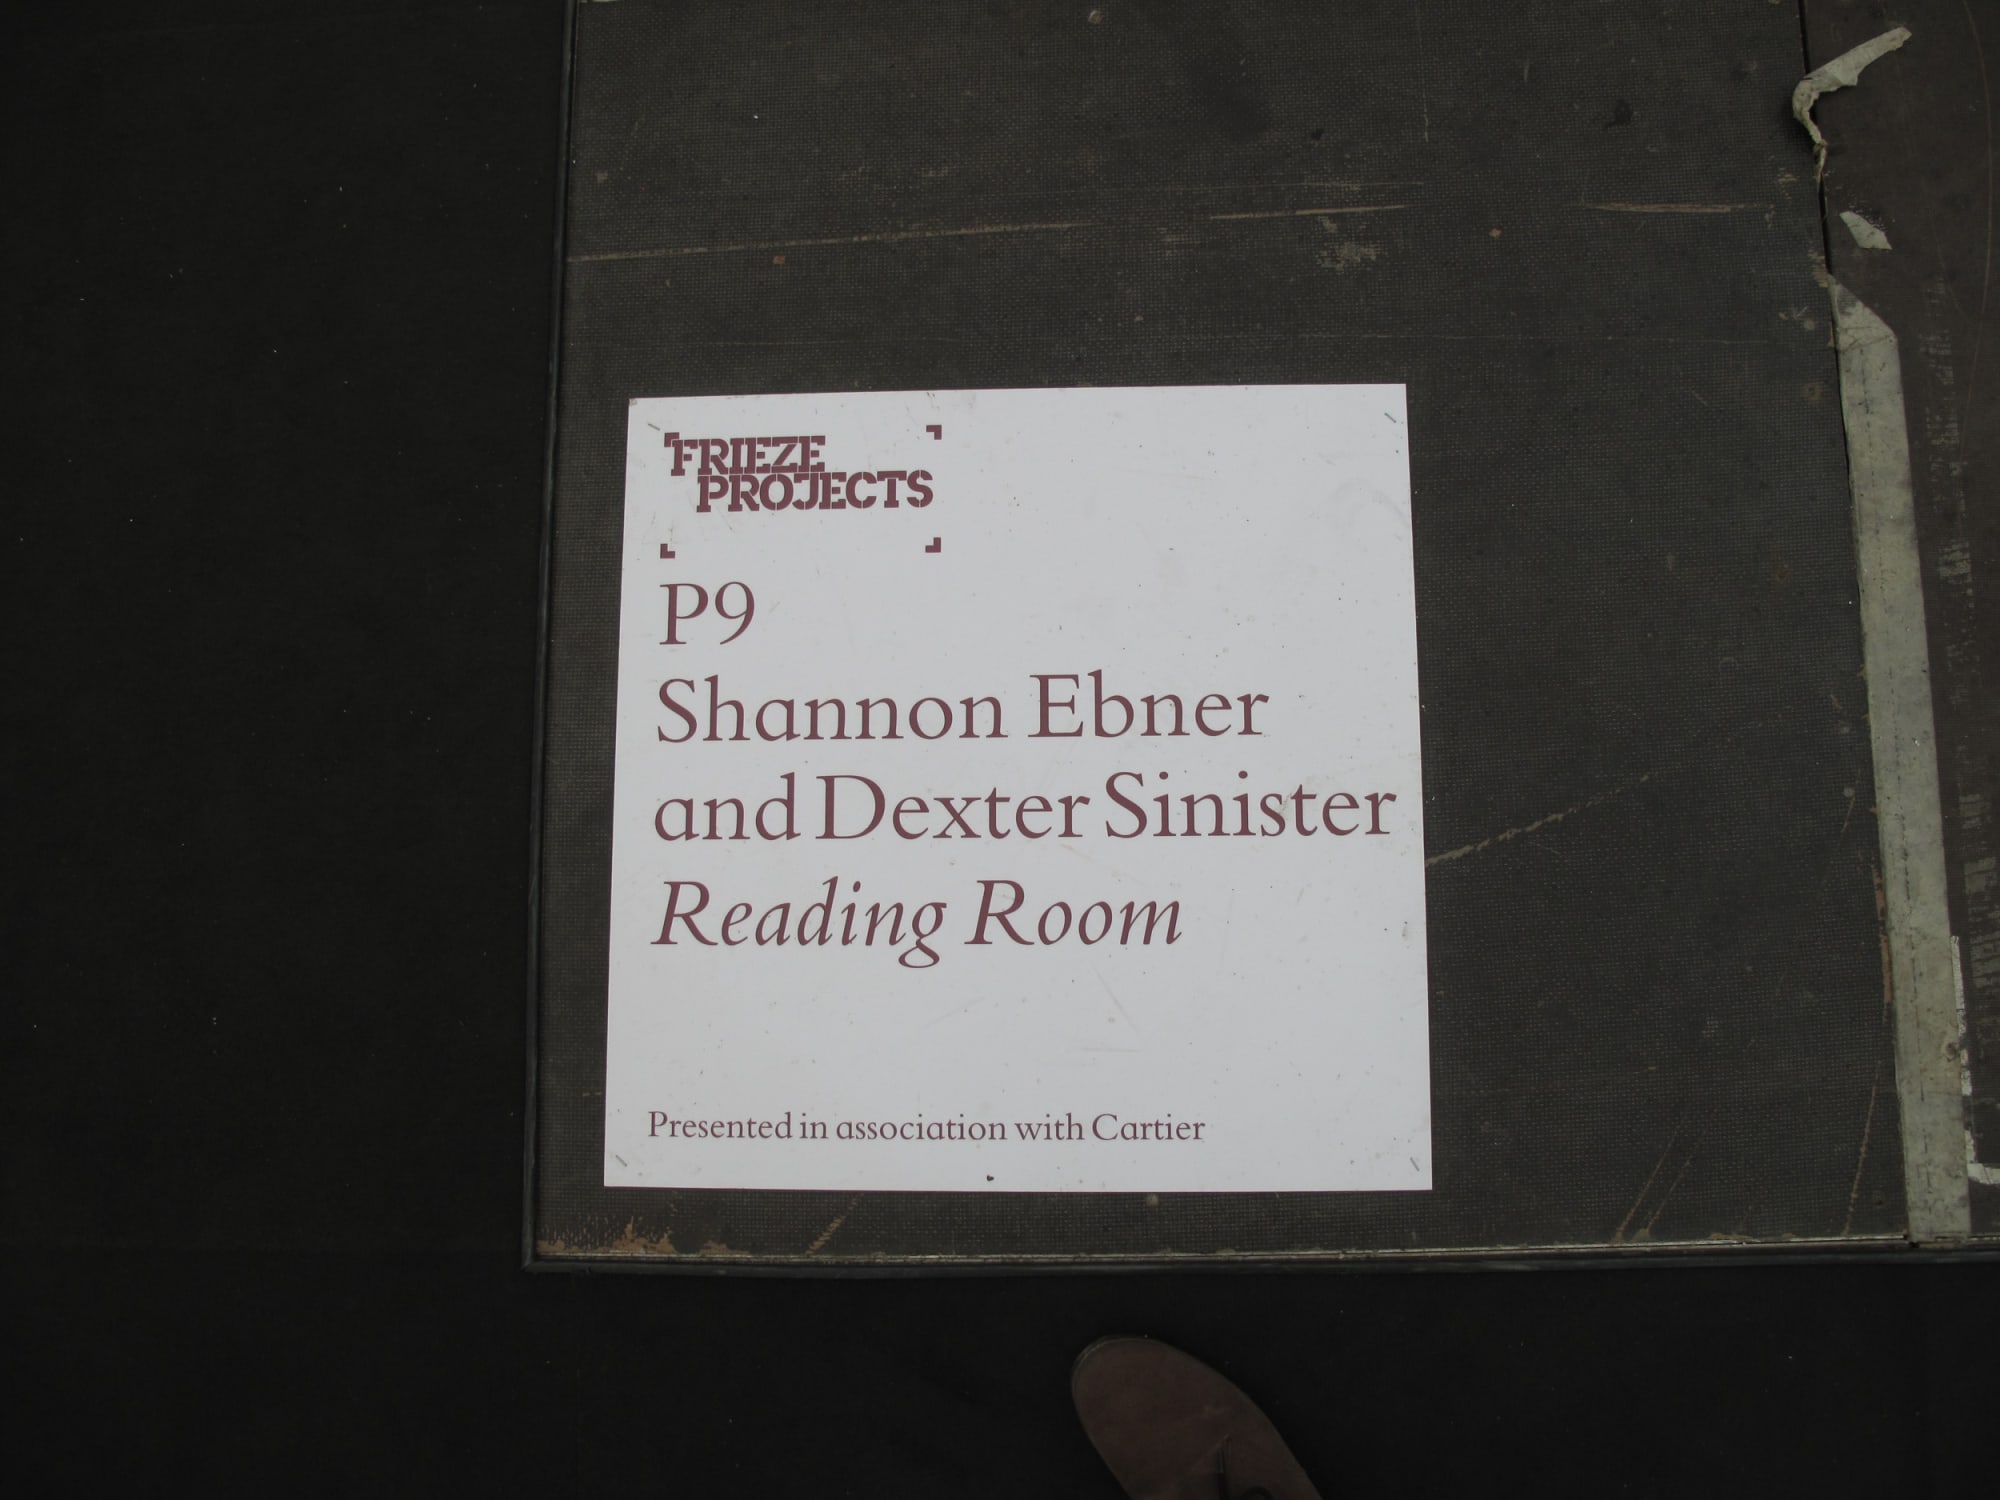 FRIEZE
PROJECTS
P9
Shannon Ebner
and Dexter Sinister
Reading Room
Presented in association with Cartier